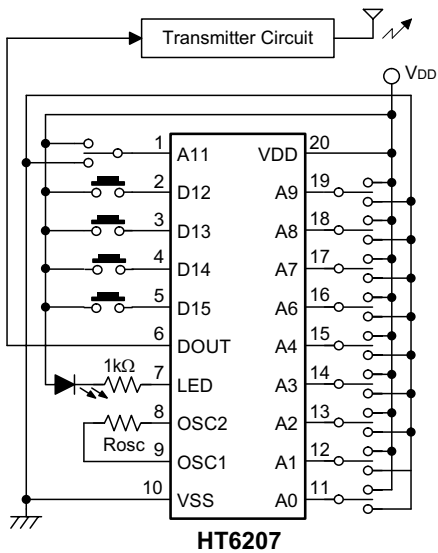 Transmitter Circuit
VDD
1 A11 VDD 20
2 D12 A9 19
3 D13 A8 18
4 D14 A7 17
5 D15 A6 16
6 DOUT A4 15
1kΩ
7 LED A3 14
8 OSC2 A2 13
Rosc
9 OSC1 A1 12
10 VSS A0 11
HT6207